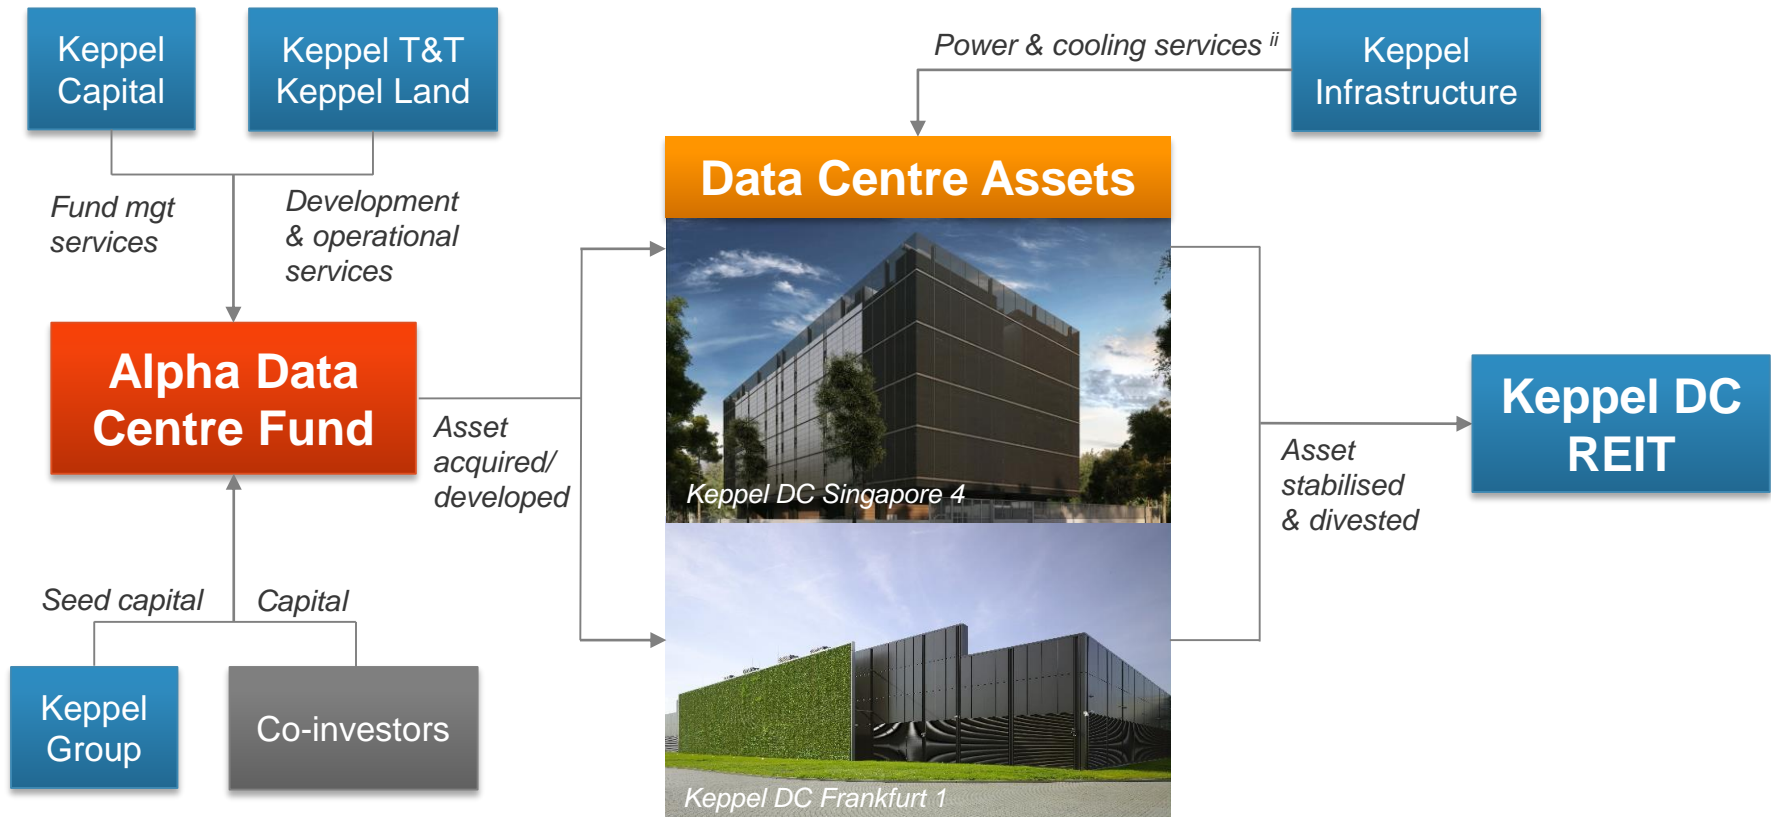 Keppel
Capital
Keppel T&T
Keppel Land
Power & cooling services ii
Keppel
Infrastructure
Fund mgt
services
Development
& operational
services
Data Centre Assets
Alpha Data
Centre Fund
Asset
acquired/
developed
Keppel DC Singapore 4
Asset
stabilised
& divested
Keppel DC
REIT
Seed capital
Capital
Keppel
Group
Co-investors
Keppel DC Frankfurt 1